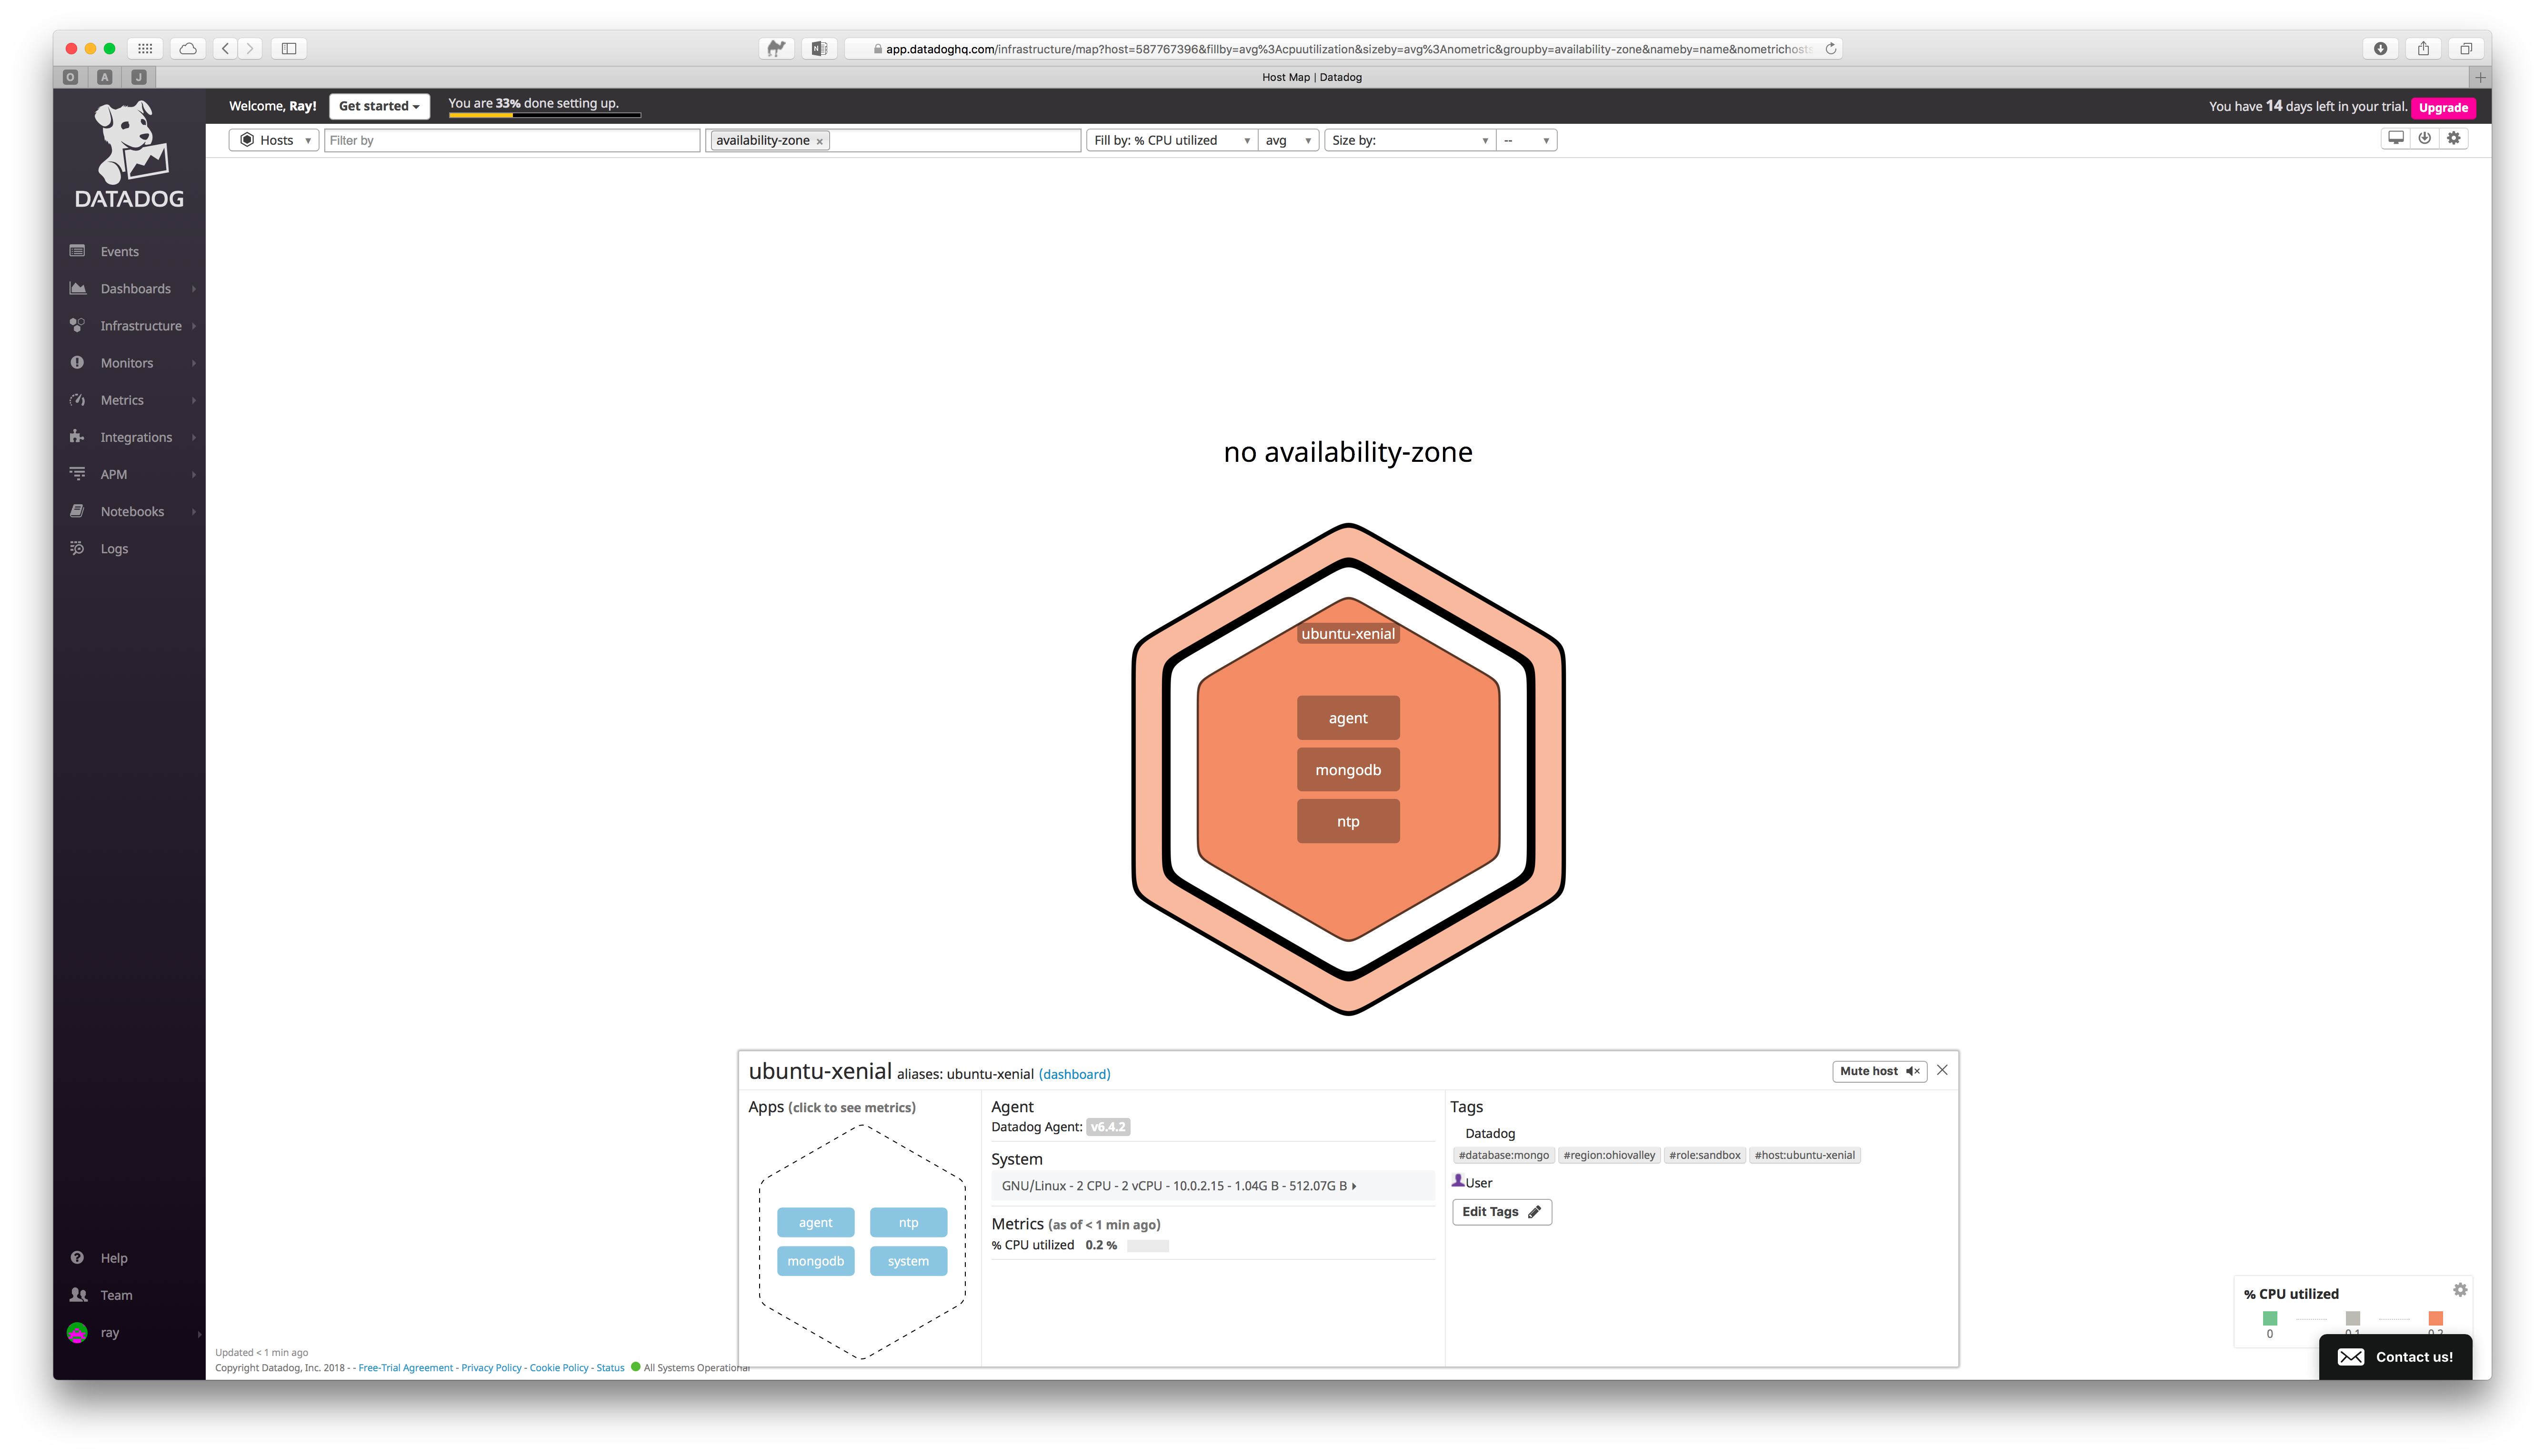 app.datadoghq.com/infrastructure/map?host=587767396&fillby=avg%3Acpuutilization&sizeby=avg%3Anometric&groupby=availability-zone&nameby=name&nometrichosts
O A J Host Map | Datadog
DATADOG
Welcome, Ray! Get started You are 33% done setting up. You have 14 days left in your trial. Upgrade
Hosts Filter by availability-zone × Fill by: % CPU utilized avg Size by: --
Events
Dashboards
Infrastructure
Monitors
Metrics
Integrations
APM
Notebooks
Logs
Help
Team
ray
no availability-zone
ubuntu-xenial
agent
mongodb
ntp
ubuntu-xenial aliases: ubuntu-xenial (dashboard) Mute host
Apps (click to see metrics)
agent ntp
mongodb system
Agent
Datadog Agent: v6.4.2
System
GNU/Linux - 2 CPU - 2 vCPU - 10.0.2.15 - 1.04G B - 512.07G B
Metrics (as of < 1 min ago)
% CPU utilized 0.2 %
Tags
Datadog
#database:mongo #region:ohiovalley #role:sandbox #host:ubuntu-xenial
User
Edit Tags
% CPU utilized
0 0.1 0.2
Contact us!
Updated < 1 min ago
Copyright Datadog, Inc. 2018 - - Free-Trial Agreement - Privacy Policy - Cookie Policy - Status All Systems Operational